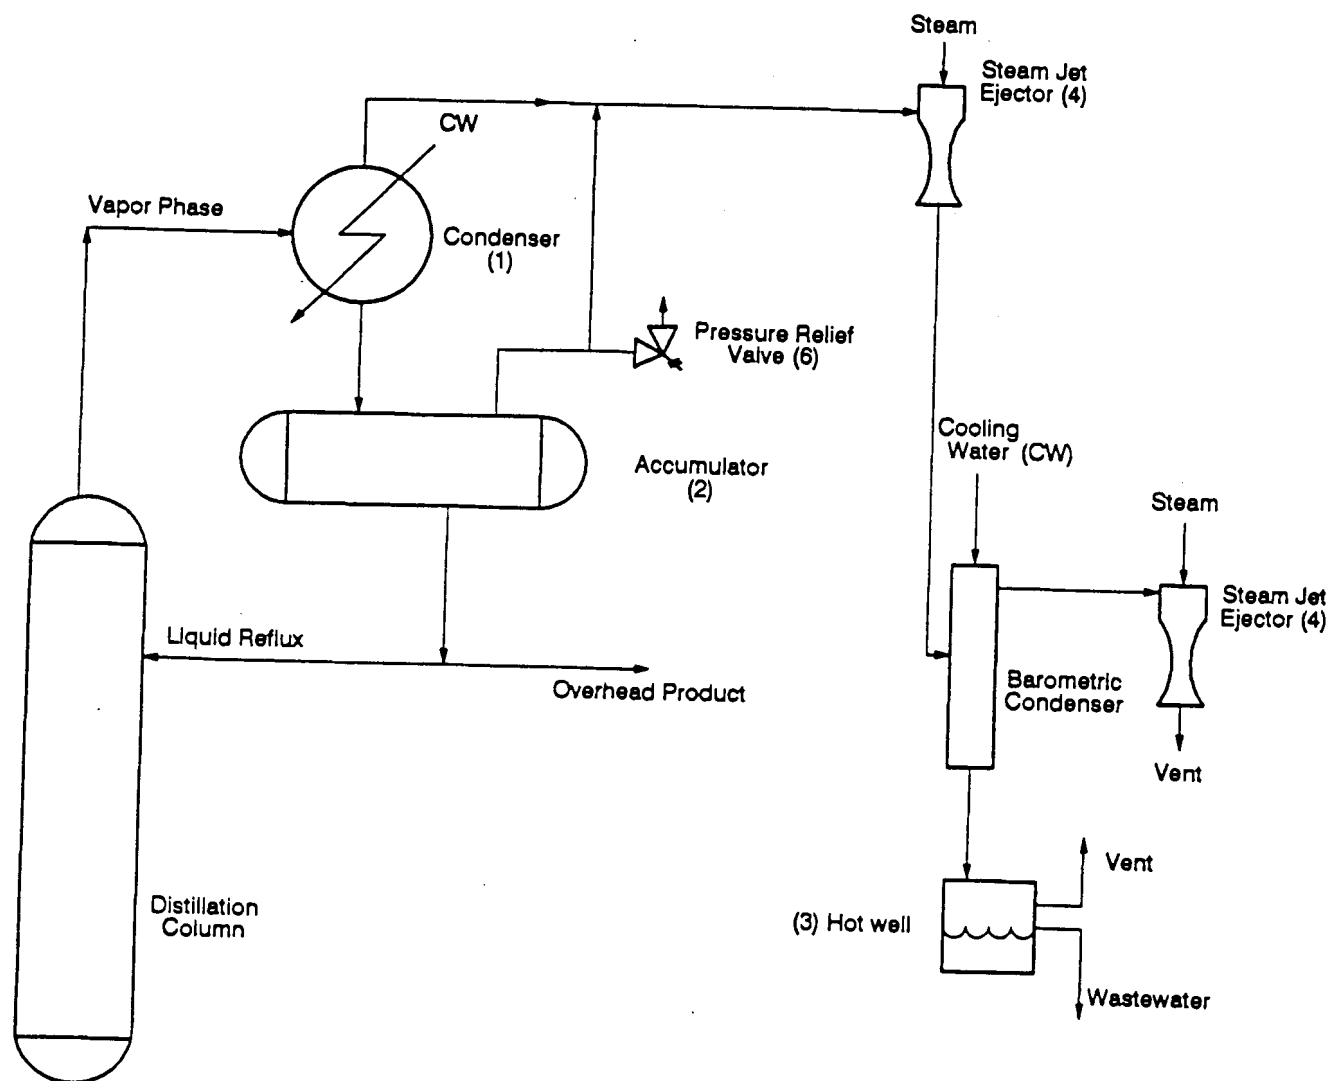 Steam
Steam Jet
Ejector (4)
CW
Vapor Phase
Condenser
(1)
Pressure Relief
Valve (6)
Cooling
Water (CW)
Accumulator
(2)
Steam
Steam Jet
Ejector (4)
Liquid Reflux
Overhead Product
Barometric
Condenser
Vent
Vent
Distillation
Column
(3) Hot well
Wastewater